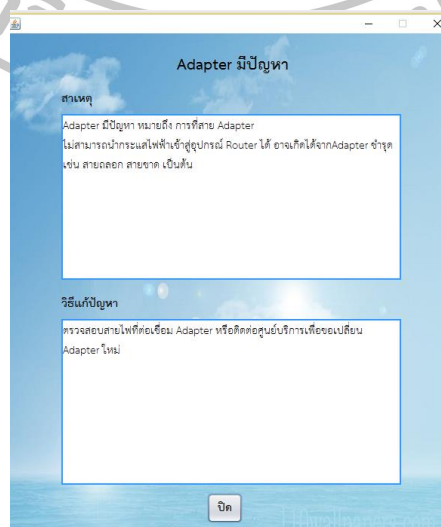 Adapter มีปัญหา
สาเหตุ
Adapter มีปัญหา หมายถึง การที่สาย Adapter
ไม่สามารถนำกระแสไฟฟ้าเข้าสู่อุปกรณ์ Router ได้ อาจเกิดได้จากAdapter ชำรุด
เช่น สายถลอก สายขาด เป็นต้น
วิธีแก้ปัญหา
ตรวจสอบสายไฟที่ต่อเชื่อม Adapter หรือติดต่อศูนย์บริการเพื่อขอเปลี่ยน
Adapter ใหม่
ปิด